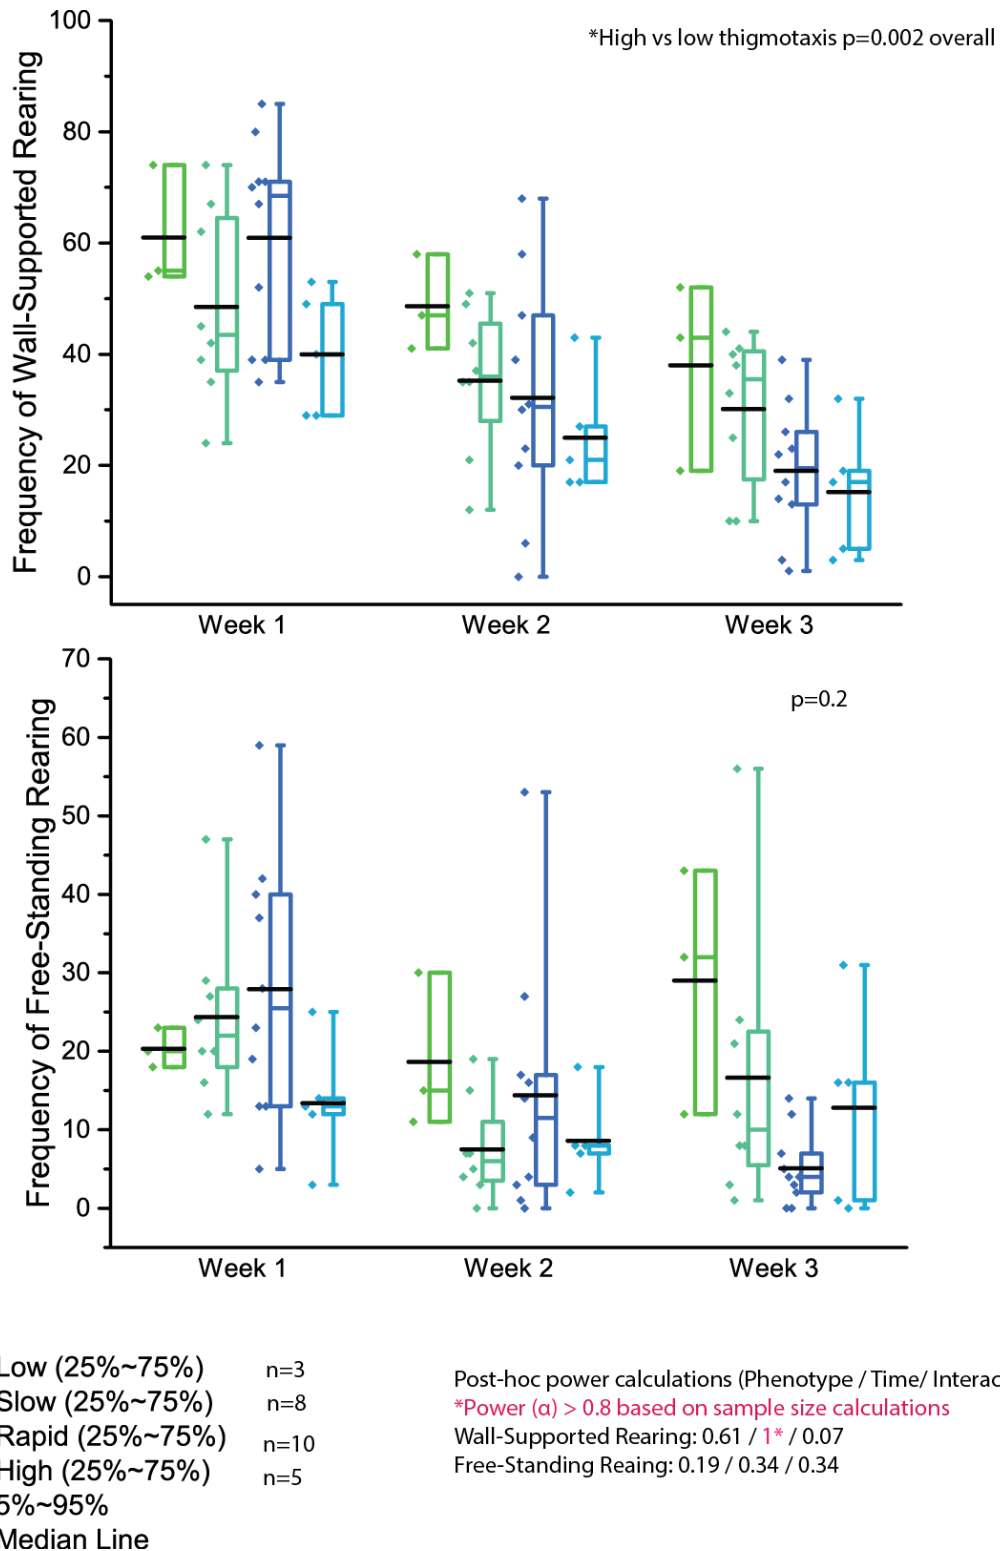 *High vs low thigmotaxis p=0.002 overall
Frequency of Wall-Supported Rearing
100
80
60
40
20
0
Week 1 Week 2 Week 3
p=0.2
Frequency of Free-Standing Rearing
70
60
50
40
30
20
10
0
Week 1 Week 2 Week 3
Low (25%~75%) n=3
Slow (25%~75%) n=8
Rapid (25%~75%) n=10
High (25%~75%) n=5
5%~95%
Median Line
Post-hoc power calculations (Phenotype / Time/ Interac
*Power (α) > 0.8 based on sample size calculations
Wall-Supported Rearing: 0.61 / 1* / 0.07
Free-Standing Reaing: 0.19 / 0.34 / 0.34